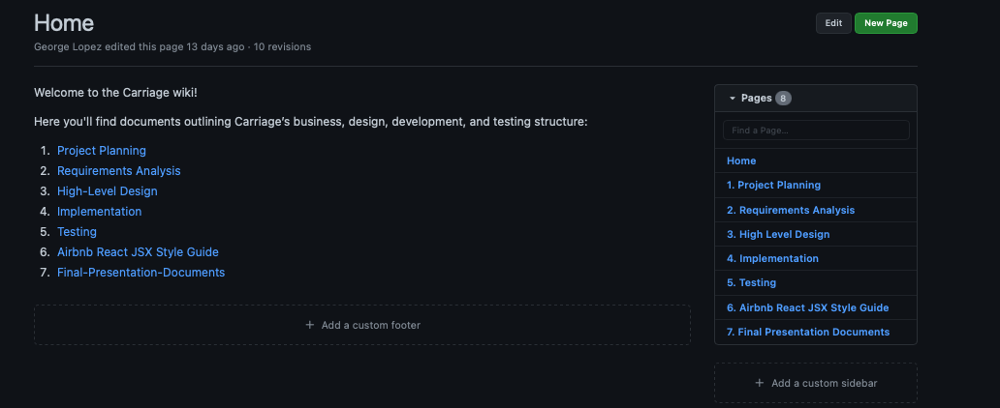 Home
Edit
New Page
George Lopez edited this page 13 days ago · 10 revisions
Welcome to the Carriage wiki!
Here you'll find documents outlining Carriage’s business, design, development, and testing structure:
1. Project Planning
2. Requirements Analysis
3. High-Level Design
4. Implementation
5. Testing
6. Airbnb React JSX Style Guide
7. Final-Presentation-Documents
+ Add a custom footer
Pages 8
Find a Page...
Home
1. Project Planning
2. Requirements Analysis
3. High Level Design
4. Implementation
5. Testing
6. Airbnb React JSX Style Guide
7. Final Presentation Documents
+ Add a custom sidebar